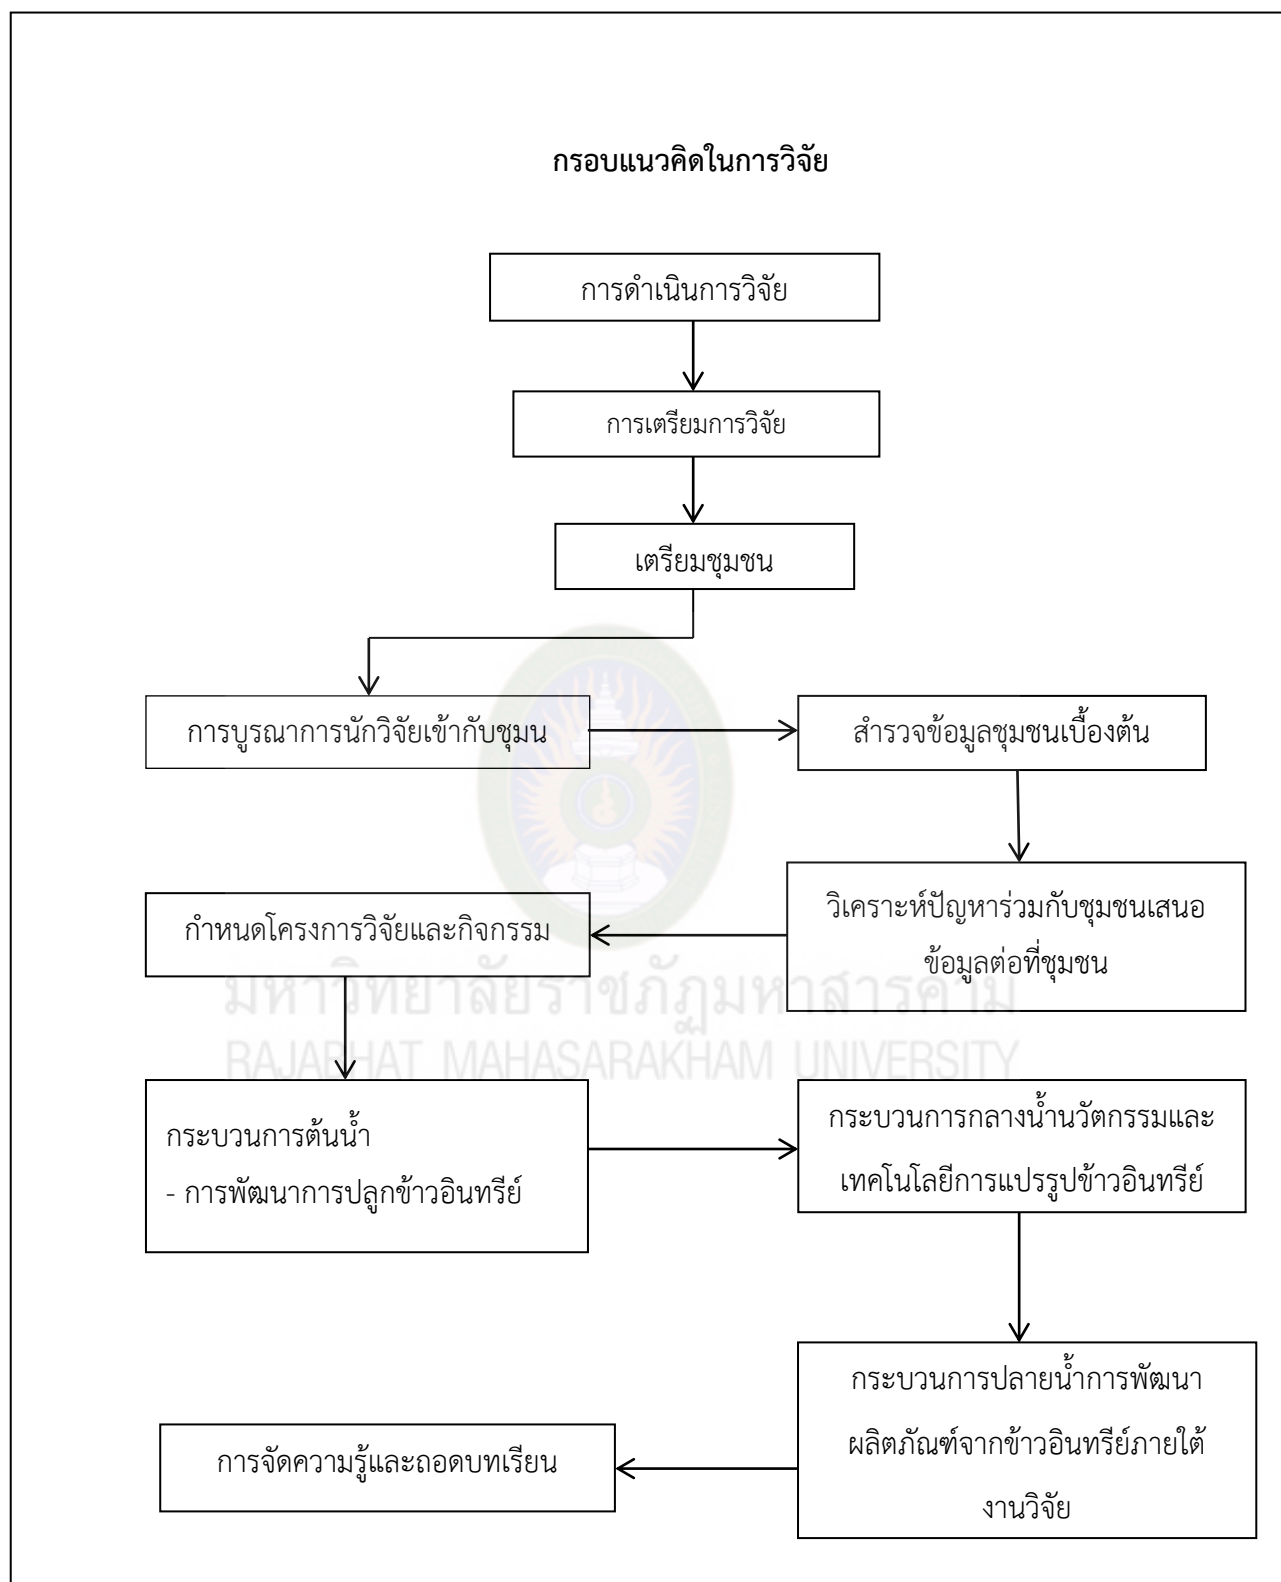 กรอบแนวคิดในการวิจัย
การดำเนินการวิจัย
การเตรียมการวิจัย
เตรียมชุมชน
การบูรณาการนักวิจัยเข้ากับชุมน
สำรวจข้อมูลชุมชนเบื้องต้น
วิเคราะห์ปัญหาร่วมกับชุมชนเสนอ
ข้อมูลต่อที่ชุมชน
กำหนดโครงการวิจัยและกิจกรรม
มหาวิทยาลัยราชภัฏมหาสารคาม
RAJABHAT MAHASARAKHAM UNIVERSITY
กระบวนการต้นน้ำ
- การพัฒนาการปลูกข้าวอินทรีย์
กระบวนการกลางน้ำนวัตกรรมและ
เทคโนโลยีการแปรรูปข้าวอินทรีย์
กระบวนการปลายน้ำการพัฒนา
ผลิตภัณฑ์จากข้าวอินทรีย์ภายใต้
งานวิจัย
การจัดความรู้และถอดบทเรียน